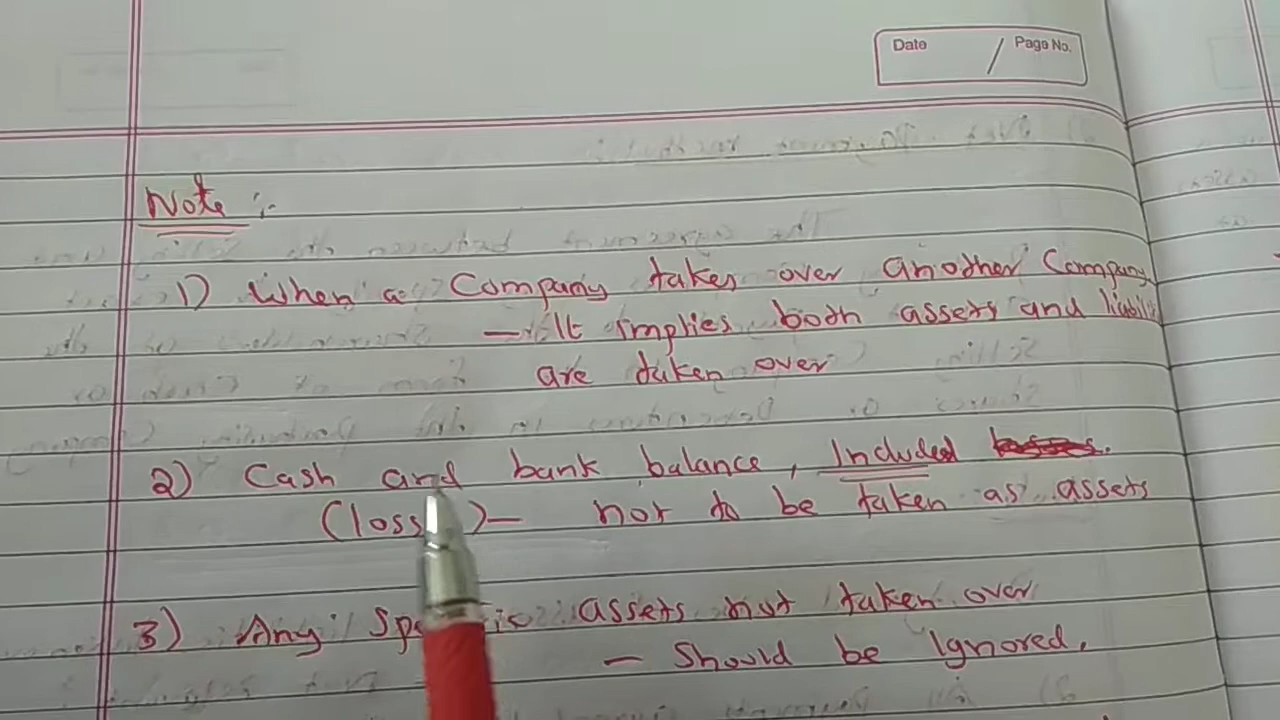 Date / Page No.
Note :-
1) When a Company takes over another Company
— It implies both assets and
are taken over
2) Cash and bank balance, Included
(loss ) — not to be taken as assets
3) Any assets not taken over
— Should be Ignored.